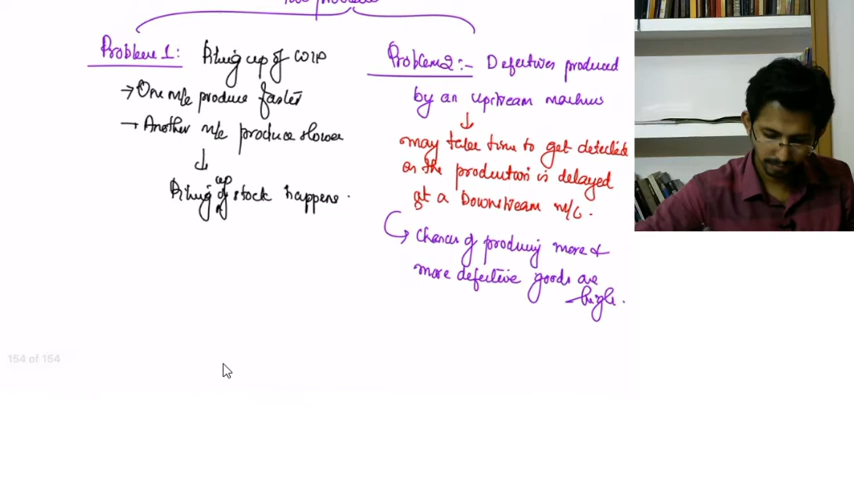 Two problems
Problem 1: Piling up of WIP
→ One m/c produce faster
→ Another m/c produce slower
↓
Piling up of stock happens.
Problem 2:- Defectives produced
by an upstream machine
↓
may take time to get detected
as the production is delayed
at a Downstream m/c.
Chances of producing more &
more defective goods are
high.
154 of 154